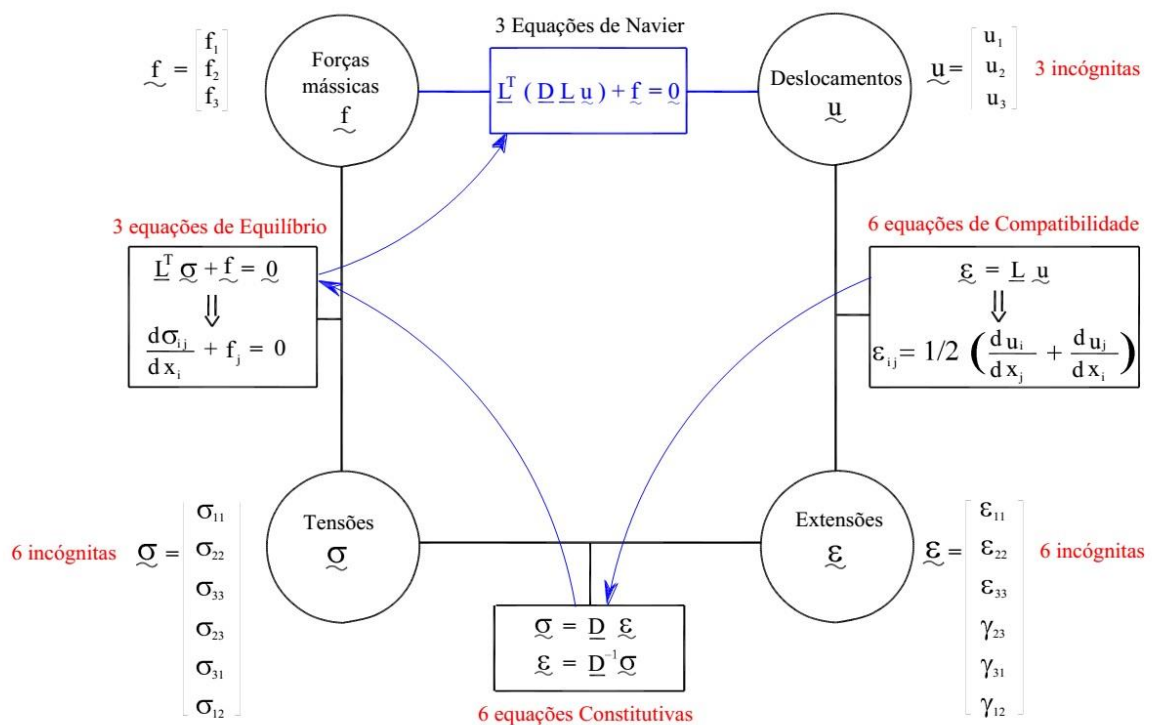 3 Equações de Navier
f = [f₁ f₂ f₃]
Forças
mássicas
f
Lᵀ ( D L u ) + f = 0
Deslocamentos
u
u = [u₁ u₂ u₃]
3 incógnitas
3 equações de Equilíbrio
Lᵀ σ + f = 0
⇓
dσᵢⱼ/dxᵢ + fⱼ = 0
6 equações de Compatibilidade
ε = L u
⇓
εᵢⱼ = 1/2 (duᵢ/dxⱼ + duⱼ/dxᵢ)
6 incógnitas
σ = [σ₁₁ σ₂₂ σ₃₃ σ₂₃ σ₃₁ σ₁₂]
Tensões
σ
Extensões
ε
ε = [ε₁₁ ε₂₂ ε₃₃ γ₂₃ γ₃₁ γ₁₂]
6 incógnitas
σ = D ε
ε = D⁻¹ σ
6 equações Constitutivas